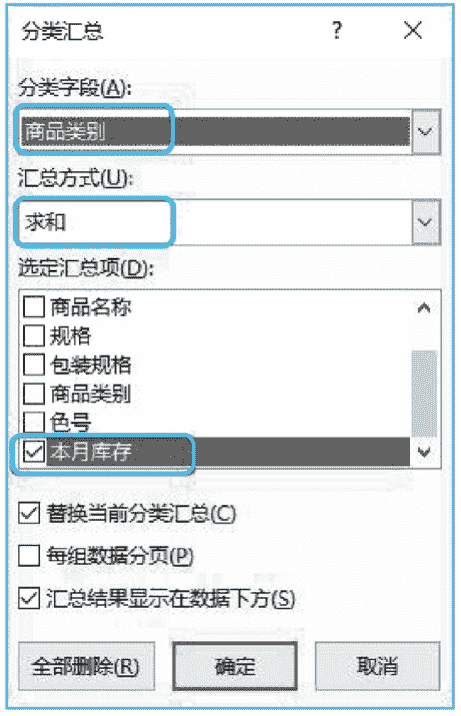 分类汇总 ?
分类字段(A):
商品类别
汇总方式(U):
求和
选定汇总项(D):
商品名称
规格
包装规格
商品类别
色号
本月库存
替换当前分类汇总(C)
每组数据分页(P)
汇总结果显示在数据下方(S)
全部删除(R) 确定 取消